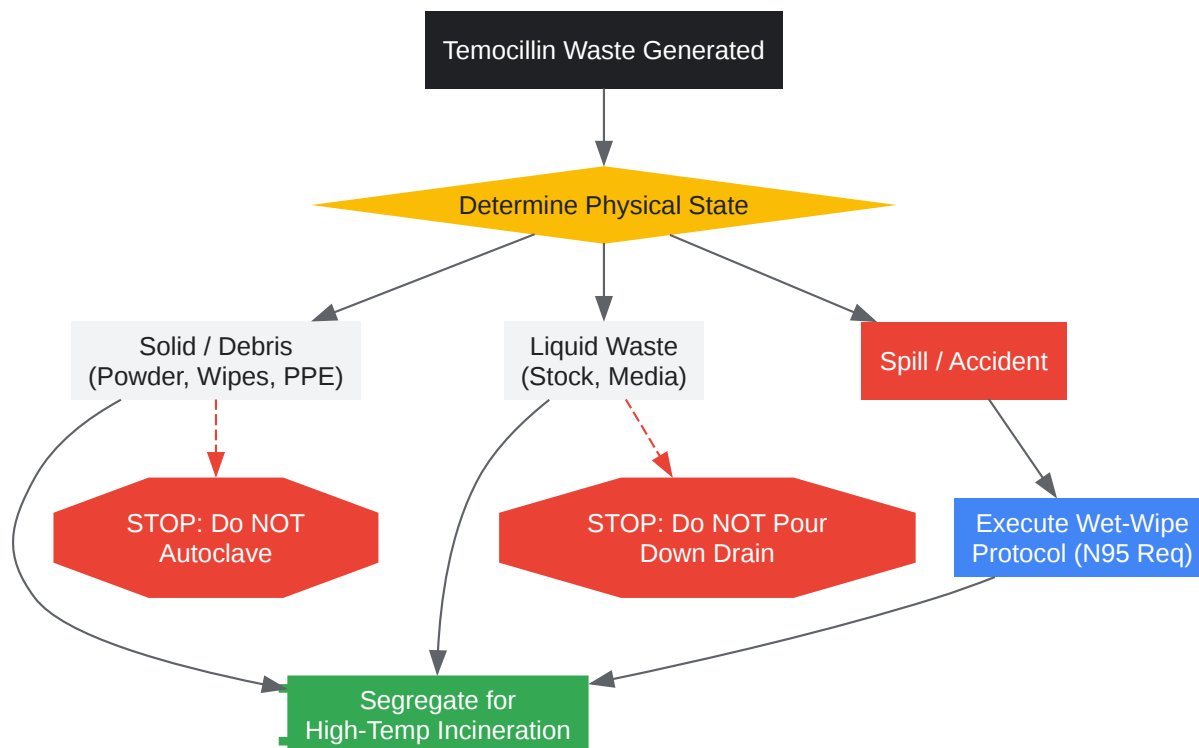 Temocillin Waste Generated
Determine Physical State
Solid / Debris
(Powder, Wipes, PPE)
Liquid Waste
(Stock, Media)
Spill / Accident
STOP: Do NOT
Autoclave
STOP: Do NOT Pour
Down Drain
Execute Wet-Wipe
Protocol (N95 Req)
Segregate for
High-Temp Incineration